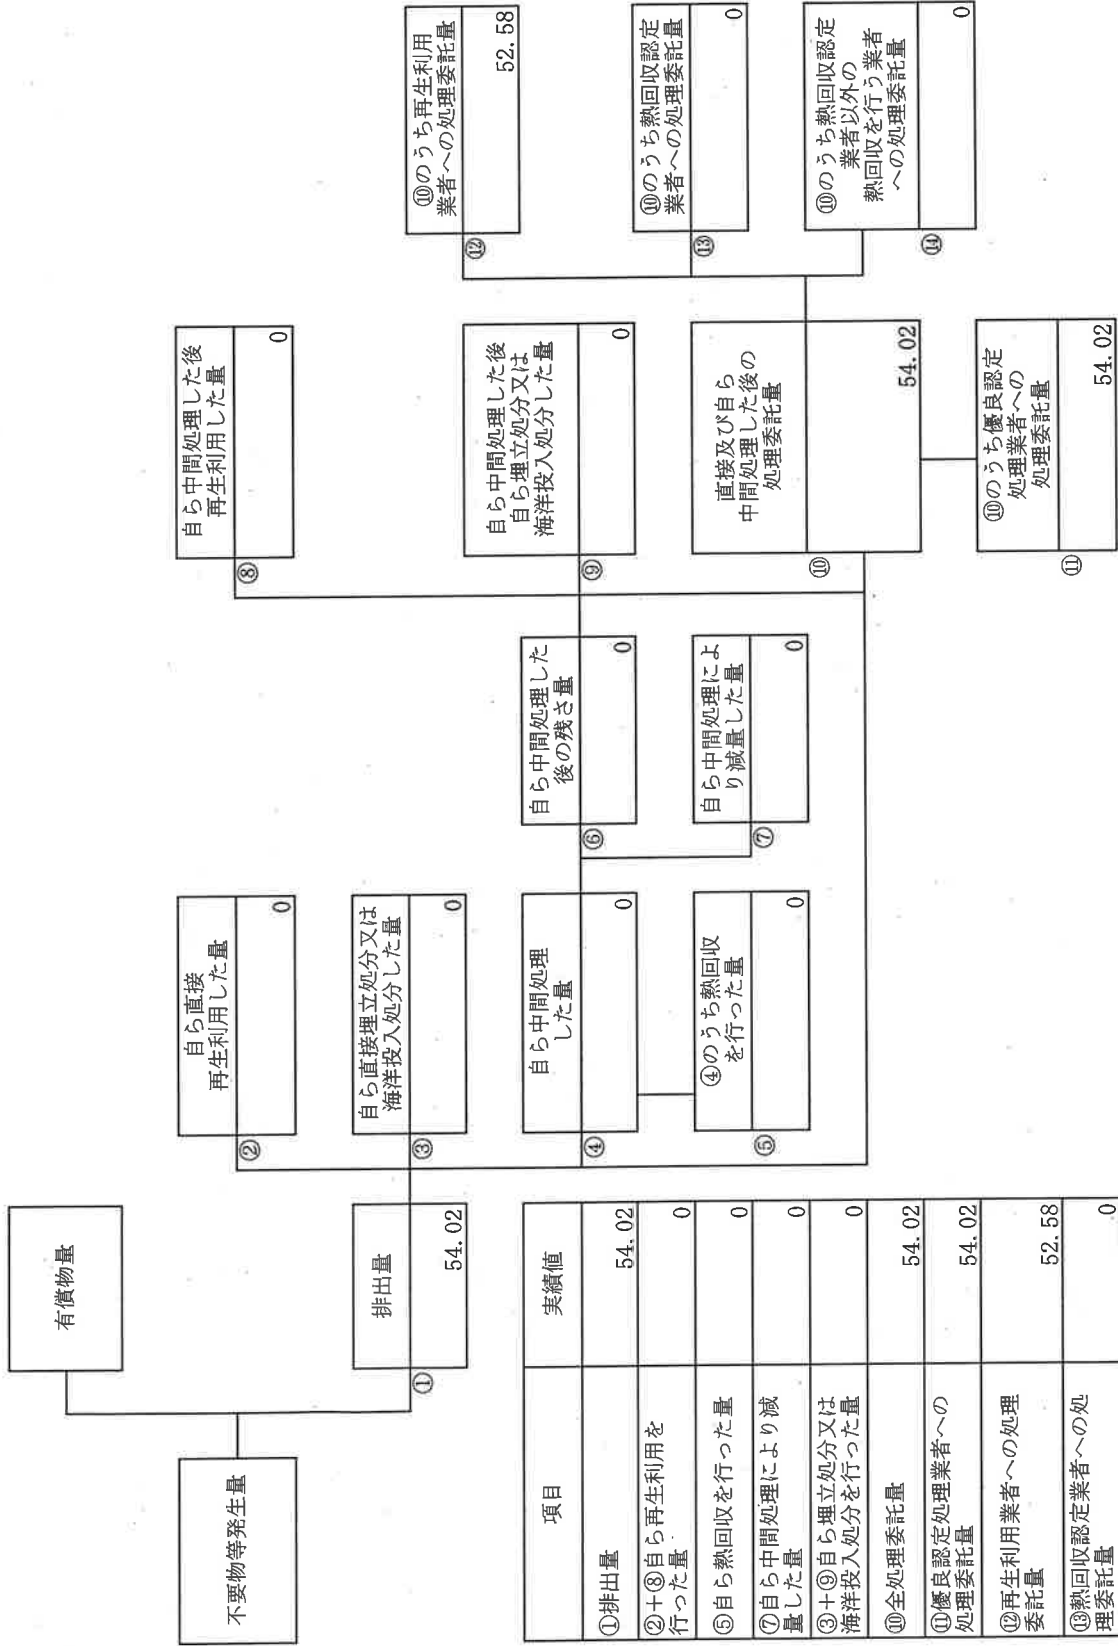 不要物等発生量
有償物量
①
排出量
54.02
②
自ら直接
再生利用した量
0
③
自ら直接埋立処分又は
海洋投入処分した量
0
④
自ら中間処理
した量
0
⑤
④のうち熱回収
を行った量
0
⑥
自ら中間処理した
後の残さ量
0
⑦
自ら中間処理によ
り減量した量
0
⑧
自ら中間処理した後
再生利用した量
0
⑨
自ら中間処理した後
自ら埋立処分又は
海洋投入処分した量
0
⑩
直接及び自ら
中間処理した後の
処理委託量
54.02
⑪
⑩のうち優良認定
処理業者への
処理委託量
54.02
⑫
⑩のうち再生利用
業者への処理委託量
52.58
⑬
⑩のうち熱回収認定
業者への処理委託量
0
⑭
⑩のうち熱回収認定
業者以外の
熱回収を行う業者
への処理委託量
0
項目 実績値
①排出量 54.02
②+⑧自ら再生利用を
行った量 0
⑤自ら熱回収を行った量 0
⑦自ら中間処理により減
量した量 0
③+⑨自ら埋立処分又は
海洋投入処分を行った量 0
⑩全処理委託量 54.02
⑪優良認定処理業者への
処理委託量 54.02
⑫再生利用業者への処理
委託量 52.58
⑬熱回収認定業者への処
理委託量 0